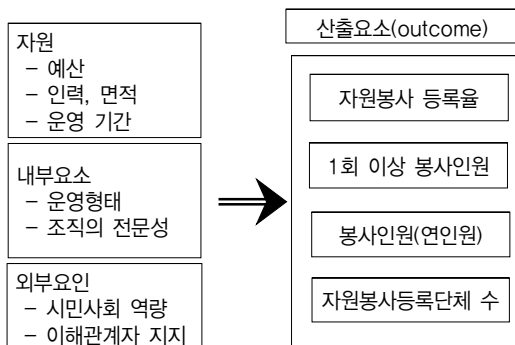 자원
– 예산
– 인력, 면적
– 운영 기간
내부요소
– 운영형태
– 조직의 전문성
외부요인
– 시민사회 역량
– 이해관계자 지지
산출요소(outcome)
자원봉사 등록율
1회 이상 봉사인원
봉사인원(연인원)
자원봉사등록단체 수